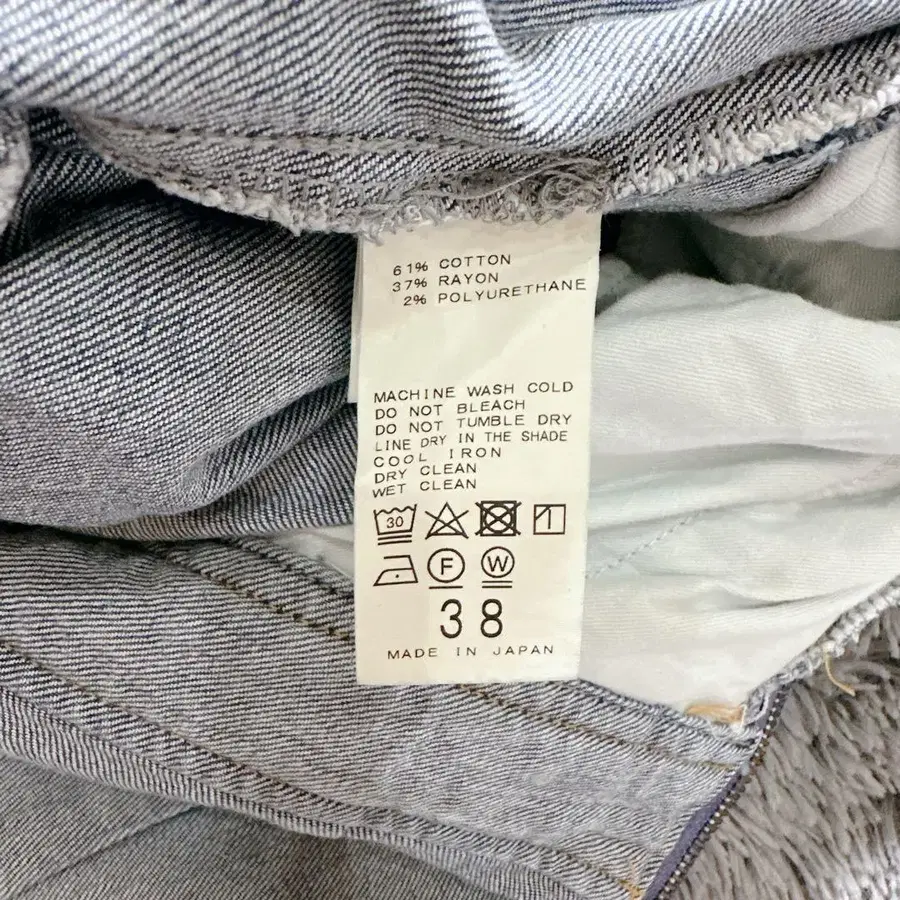 61% COTTON
37% RAYON
2% POLYURETHANE
MACHINE WASH COLD
DO NOT BLEACH
DO NOT TUMBLE DRY
LINE DRY IN THE SHADE
COOL IRON
DRY CLEAN
WET CLEAN
30
F W
38
MADE IN JAPAN